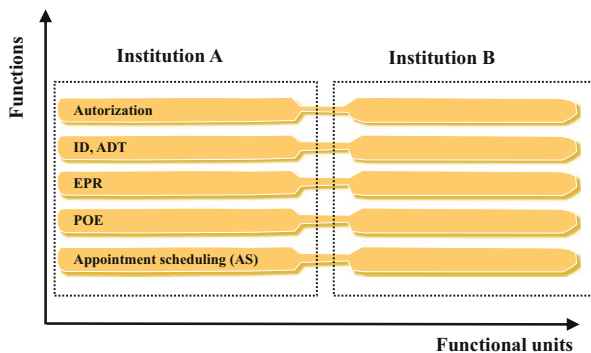 Functions
Institution A
Institution B
Autorization
ID, ADT
EPR
POE
Appointment scheduling (AS)
Functional units